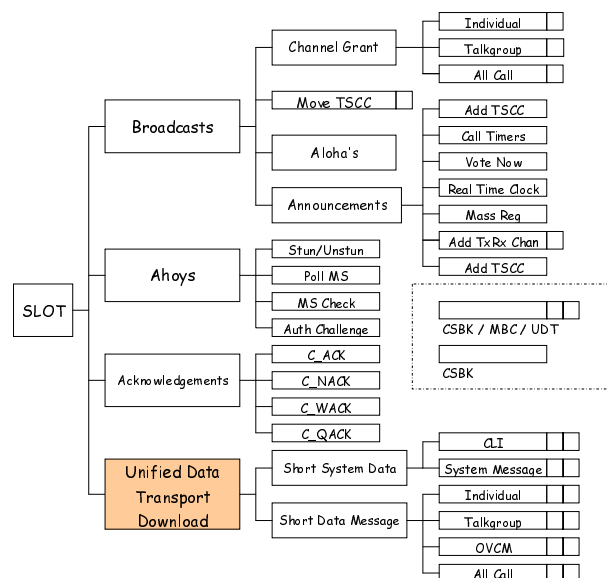 SLOT
Broadcasts
Channel Grant
Individual
Talkgroup
All Call
Move TSCC
Aloha's
Announcements
Add TSCC
Call Timers
Vote Now
Real Time Clock
Mass Reg
Add TxRx Chan
Add TSCC
Ahoys
Stun/Unstun
Poll MS
MS Check
Auth Challenge
CSBK / MBC / UDT
CSBK
Acknowledgements
C_ACK
C_NACK
C_WACK
C_QACK
Unified Data
Transport
Download
Short System Data
CLI
System Message
Short Data Message
Individual
Talkgroup
OVCM
All Call